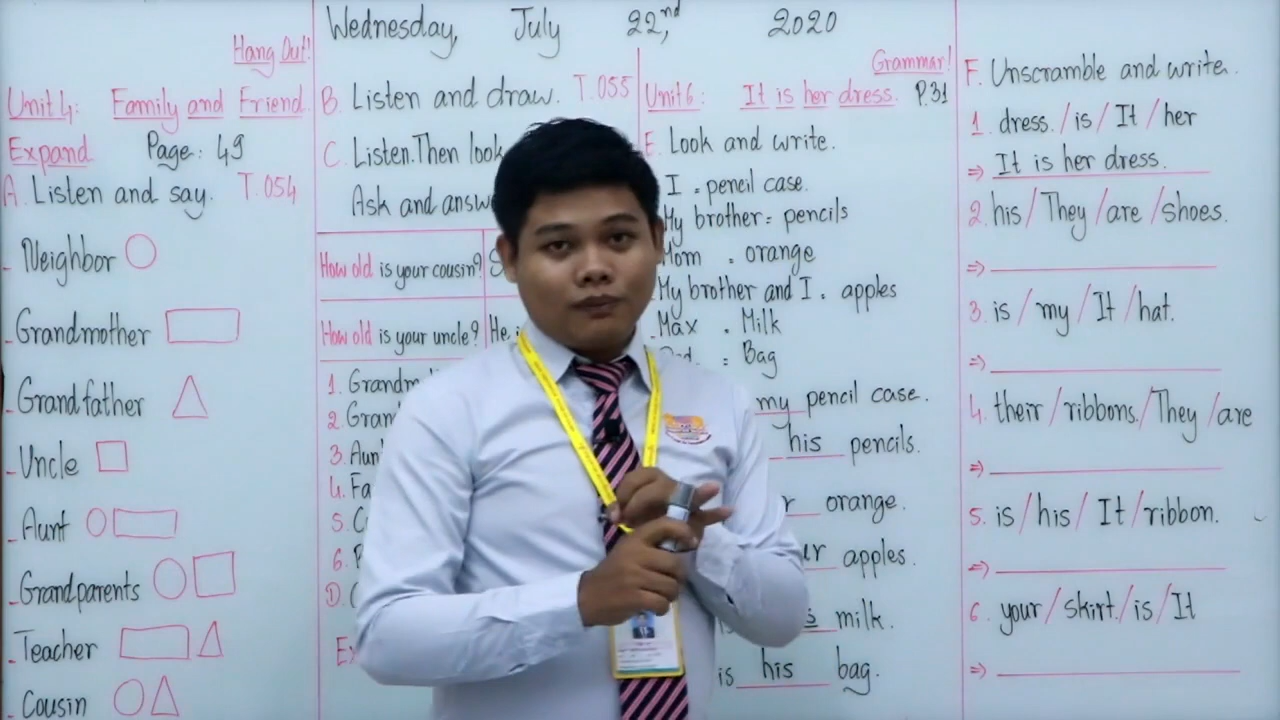 Wednesday, July 22,nd 2020
Hang Out!
Unit 4: Family and Friend.
Expand Page: 49
A. Listen and say. T.054
- Neighbor
- Grandmother
- Grandfather
- Uncle
- Aunt
- Grandparents
- Teacher
- Cousin
B. Listen and draw. T.055
C. Listen. Then look
Ask and answ
How old is your cousin? S
How old is your uncle? He i
1. Grandm
2. Gran
3. Aun
4. Fa
5. C
6.
D.
Ex
Grammar!
Unit 6: It is her dress. P.31
E. Look and write.
I = pencil case.
My brother = pencils
Mom = orange
My brother and I = apples
Max = Milk
= Bag
my pencil case.
his pencils.
r orange.
ur apples.
s milk.
is his bag.
F. Unscramble and write.
1. dress. / is / It / her
=> It is her dress.
2. his / They / are / shoes.
=>
3. is / my / It / hat.
=>
4. their / ribbons. / They / are
=>
5. is / his / It / ribbon.
=>
6. your / skirt. / is / It
=>